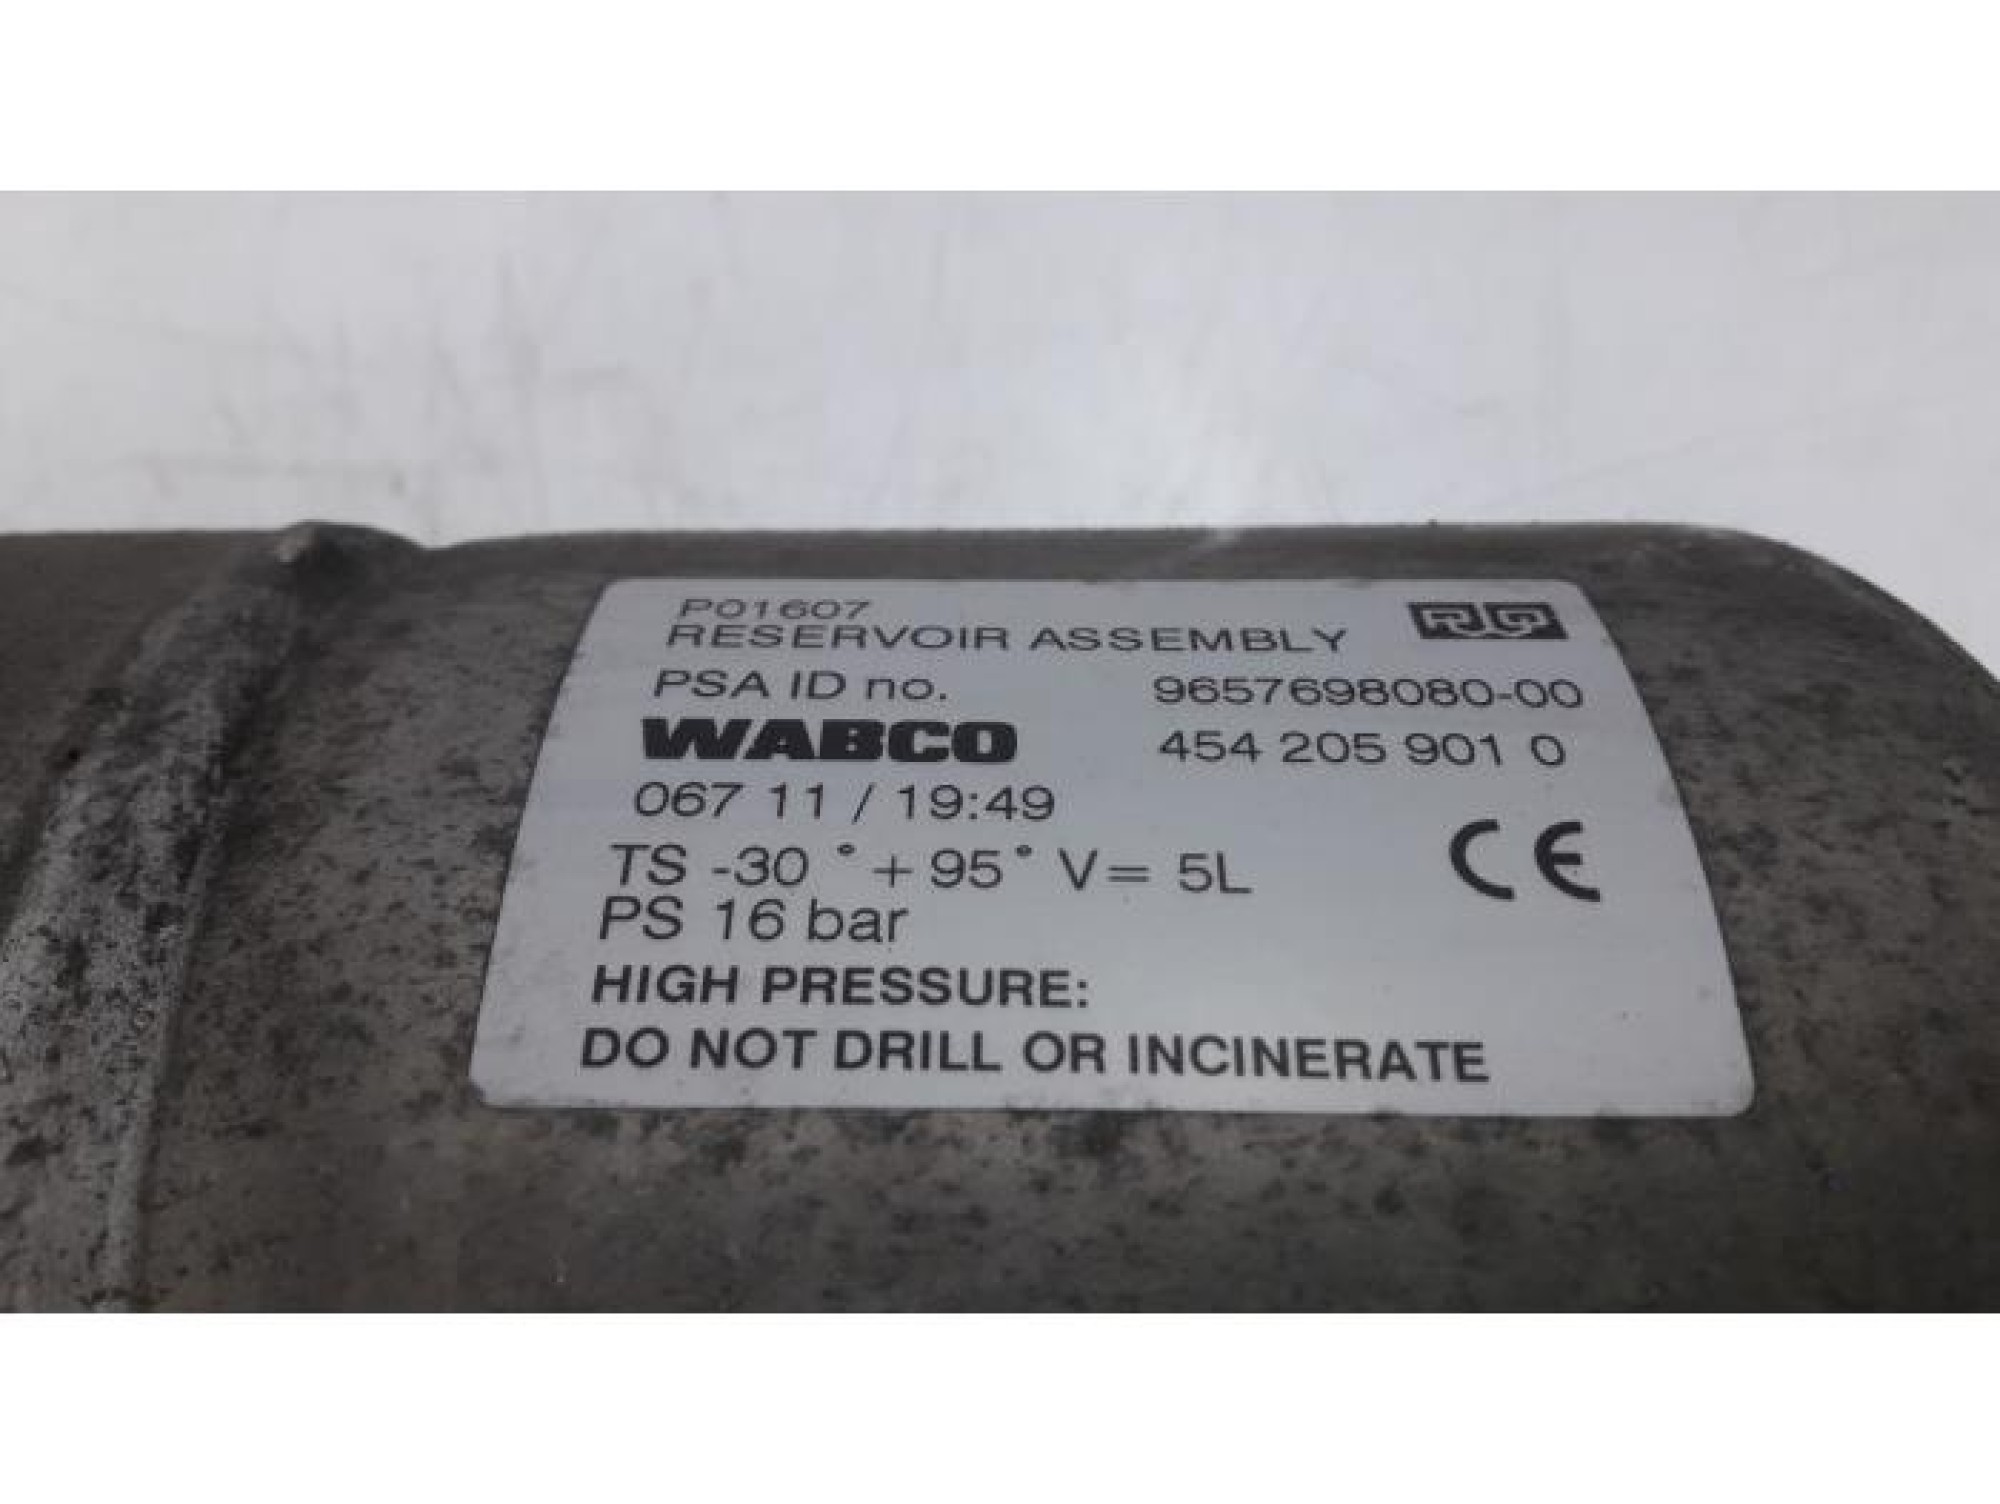 P01607
RESERVOIR ASSEMBLY
PSA ID no. 9657698080-00
WABCO 454 205 901 0
067 11 / 19:49
TS -30 ° + 95° V= 5L
PS 16 bar
CE
HIGH PRESSURE:
DO NOT DRILL OR INCINERATE